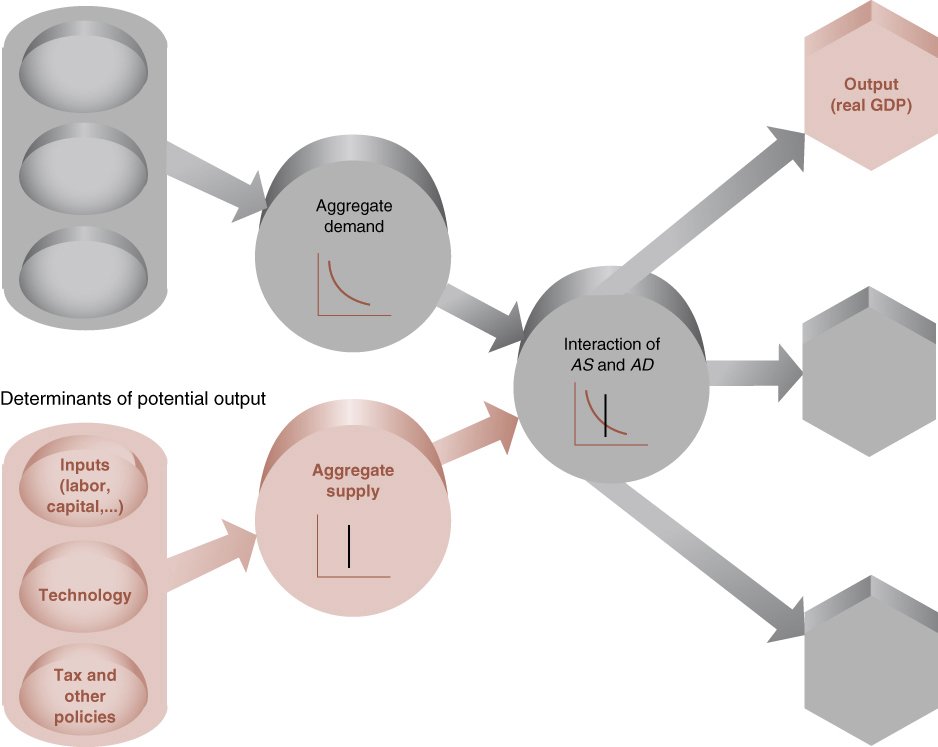 Output
(real GDP)
Aggregate
demand
Interaction of
AS and AD
Determinants of potential output
Inputs
(labor,
capital,...)
Aggregate
supply
Technology
Tax and
other
policies